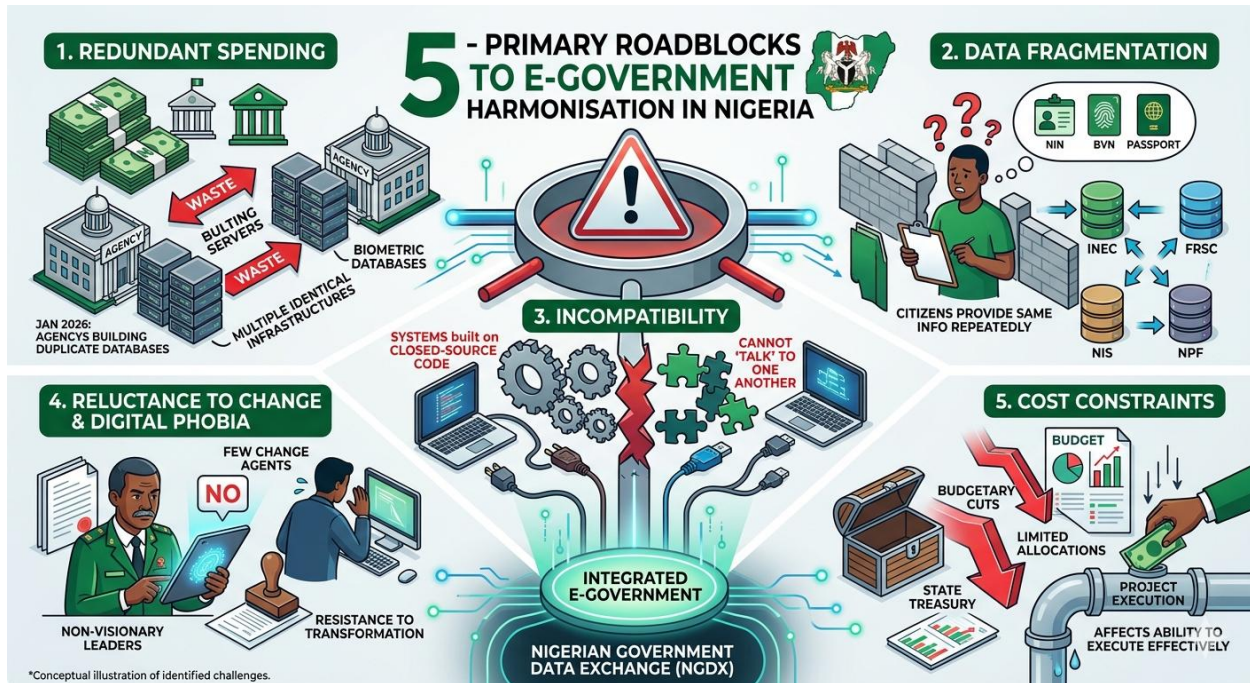 5 - PRIMARY ROADBLOCKS
TO E-GOVERNMENT
HARMONISATION IN NIGERIA
1. REDUNDANT SPENDING
AGENCY
WASTE
BULTING
SERVERS
AGENCY
WASTE
BIOMETRIC
DATABASES
MULTIPLE IDENTICAL
INFRASTRUCTURES
JAN 2026:
AGENCYS BUILDING
DUPLICATE DATABASES
2. DATA FRAGMENTATION
NIN
BVN
PASSPORT
? ? ?
INEC
FRSC
NIS
NPF
CITIZENS PROVIDE SAME
INFO REPEATEDLY
!
3. INCOMPATIBILITY
SYSTEMS built on
CLOSED-SOURCE
CODE
CANNOT
'TALK' TO
ONE
ANOTHER
INTEGRATED
E-GOVERNMENT
NIGERIAN GOVERNMENT
DATA EXCHANGE (NGDX)
4. RELUCTANCE TO CHANGE
& DIGITAL PHOBIA
FEW CHANGE
AGENTS
NO
NON-VISIONARY
LEADERS
RESISTANCE TO
TRANSFORMATION
5. COST CONSTRAINTS
BUDGET
BUDGETARY
CUTS
LIMITED
ALLOCATIONS
STATE
TREASURY
PROJECT
EXECUTION
AFFECTS ABILITY TO
EXECUTE EFFECTIVELY
*Conceptual illustration of identified challenges.